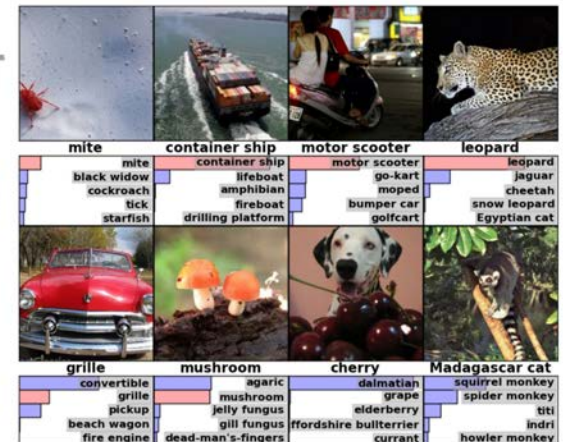 mite container ship motor scooter leopard
mite container ship motor scooter leopard
black widow lifeboat go-kart jaguar
cockroach amphibian moped cheetah
tick fireboat bumper car snow leopard
starfish drilling platform golfcart Egyptian cat
grille mushroom cherry Madagascar cat
convertible agaric dalmatian squirrel monkey
grille mushroom grape spider monkey
pickup jelly fungus elderberry titi
beach wagon gill fungus ffordshire bullterrier indri
fire engine dead-man's-fingers currant howler monkey